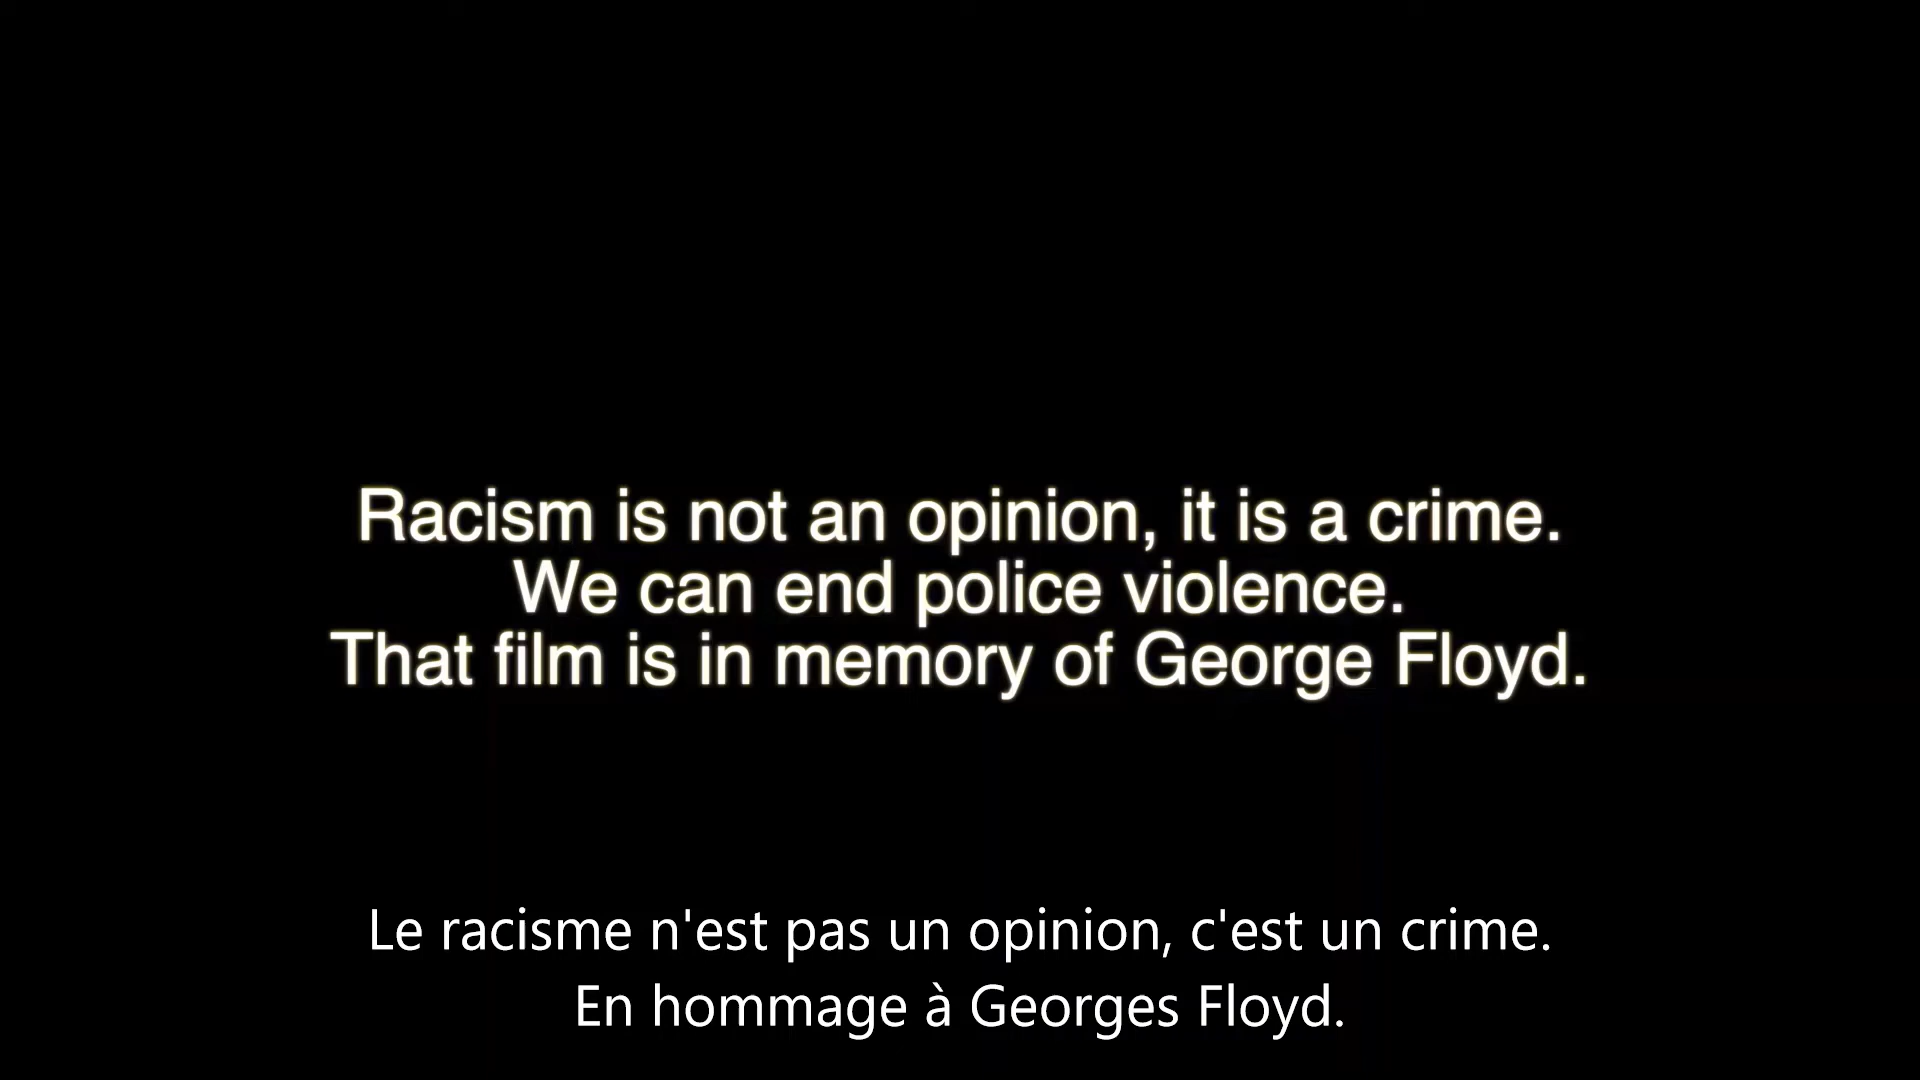 Racism is not an opinion, it is a crime.
We can end police violence.
That film is in memory of George Floyd.
Le racisme n'est pas un opinion, c'est un crime.
En hommage à Georges Floyd.